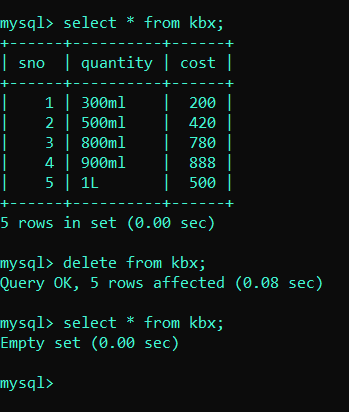 mysql> select * from kbx;
+------+----------+------+
| sno  | quantity | cost |
+------+----------+------+
|    1 | 300ml    |  200 |
|    2 | 500ml    |  420 |
|    3 | 800ml    |  780 |
|    4 | 900ml    |  888 |
|    5 | 1L       |  500 |
+------+----------+------+
5 rows in set (0.00 sec)

mysql> delete from kbx;
Query OK, 5 rows affected (0.08 sec)

mysql> select * from kbx;
Empty set (0.00 sec)

mysql>